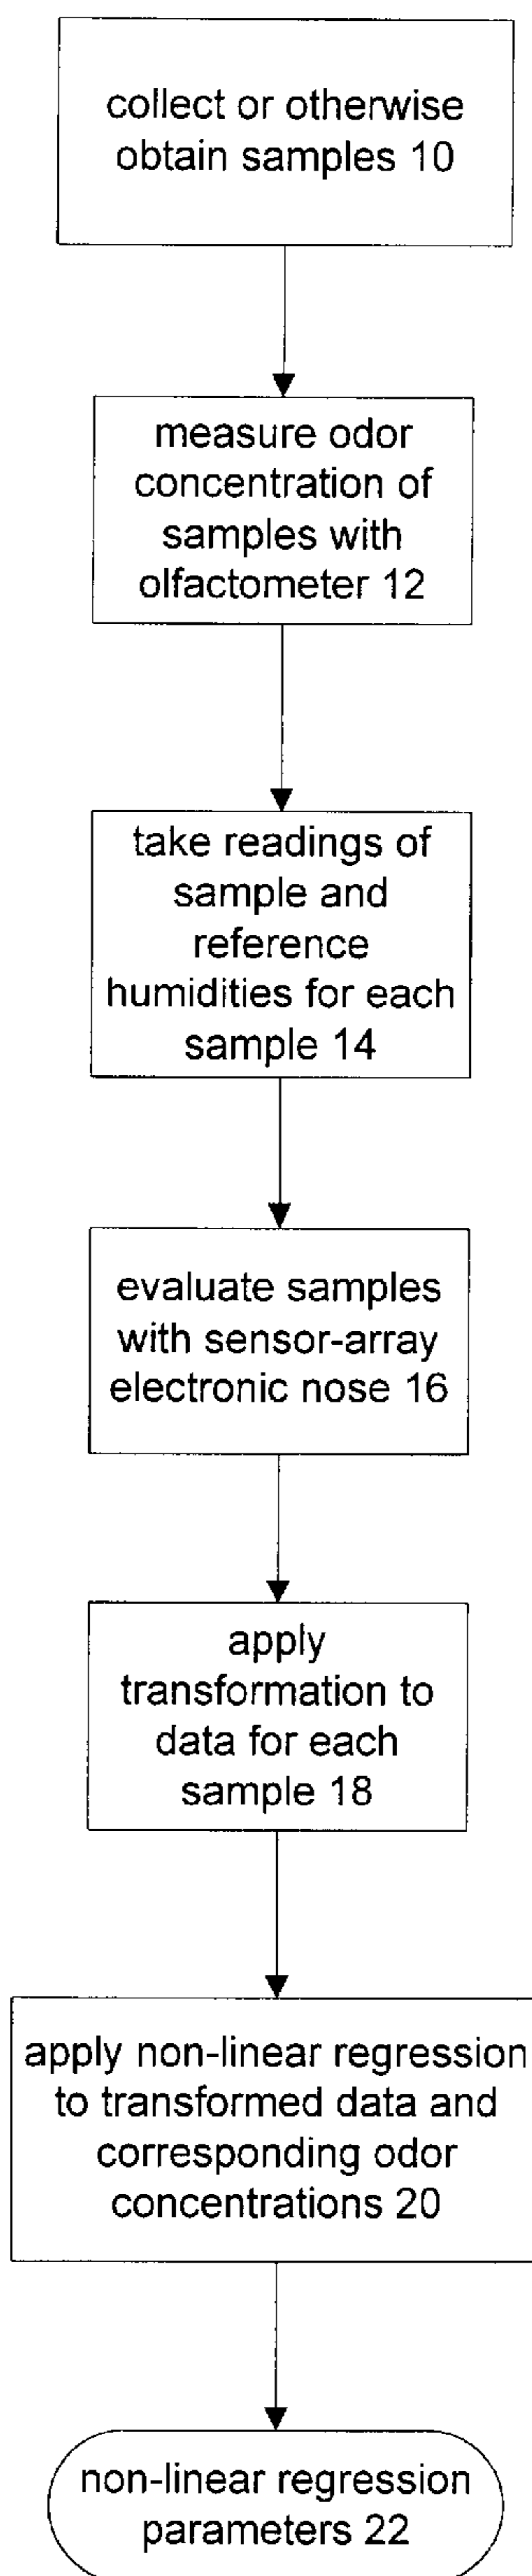 collect or otherwise
obtain samples 10
measure odor
concentration of
samples with
olfactometer 12
take readings of
sample and
reference
humidities for each
sample 14
evaluate samples
with sensor-array
electronic nose 16
apply
transformation to
data for each
sample 18
apply non-linear regression
to transformed data and
corresponding odor
concentrations 20
non-linear regression
parameters 22